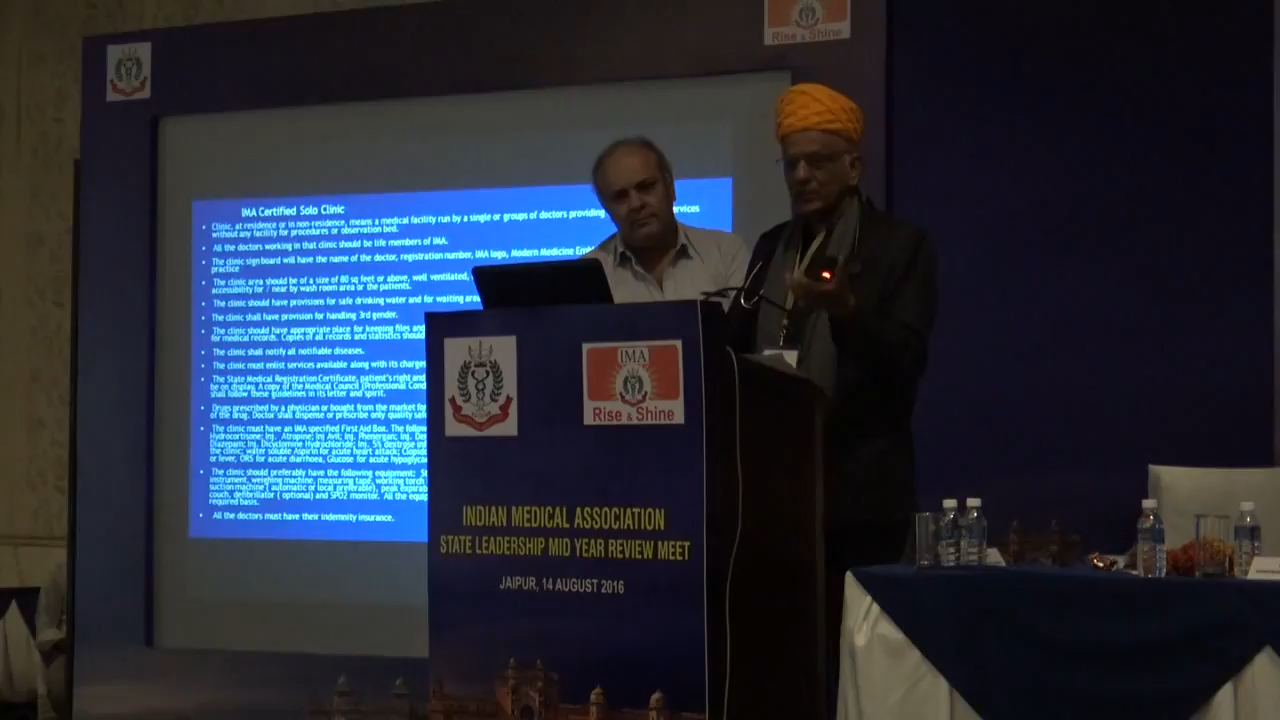 Rise & Shine
IMA Certified Solo Clinic
Clinic, at residence or in non-residence, means a medical facility run by a single or groups of doctors providing services
without any facility for procedures or observation bed.
All the doctors working in that clinic should be life members of IMA.
The clinic sign board will have the name of the doctor, registration number, IMA logo, Modern Medicine
practice
The clinic area should be of a size of 80 sq feet or above, well ventilated,
accessibility for / near by wash room area or the patients.
The clinic should have provisions for safe drinking water and for waiting area
The clinic shall have provision for handling 3rd gender.
The clinic should have appropriate place for keeping files and
for medical records. Copies of all records and statistics should
The clinic shall notify all notifiable diseases.
The clinic must enlist services available along with its charges
The State Medical Registration Certificate, patient's right and
be on display. A copy of the Medical Council (Professional
shall follow these guidelines in its letter and spirit.
Drugs prescribed by a physician or bought from the market for
of the drug. Doctor shall dispense or prescribe only quality
The clinic must have an IMA specified First Aid Box. The
Hydrocortisone; Inj. Atropine; Inj Avil; Inj. Phenergan; Inj.
Diazepam; Inj. Dicyclomine Hydrochloride; Inj. 5% dextrose
the clinic; water soluble Aspirin for acute heart attack;
or fever, ORS for acute diarrhoea, Glucose for acute
The clinic should preferably have the following equipment:
instrument, weighing machine, measuring tape, working torch
suction machine ( automatic or local preferable), peak
couch, defibrillator ( optional) and SPO2 monitor. All the
required basis.
All the doctors must have their indemnity insurance.
IMA
Rise & Shine
INDIAN MEDICAL ASSOCIATION
STATE LEADERSHIP MID YEAR REVIEW MEET
JAIPUR, 14 AUGUST 2016